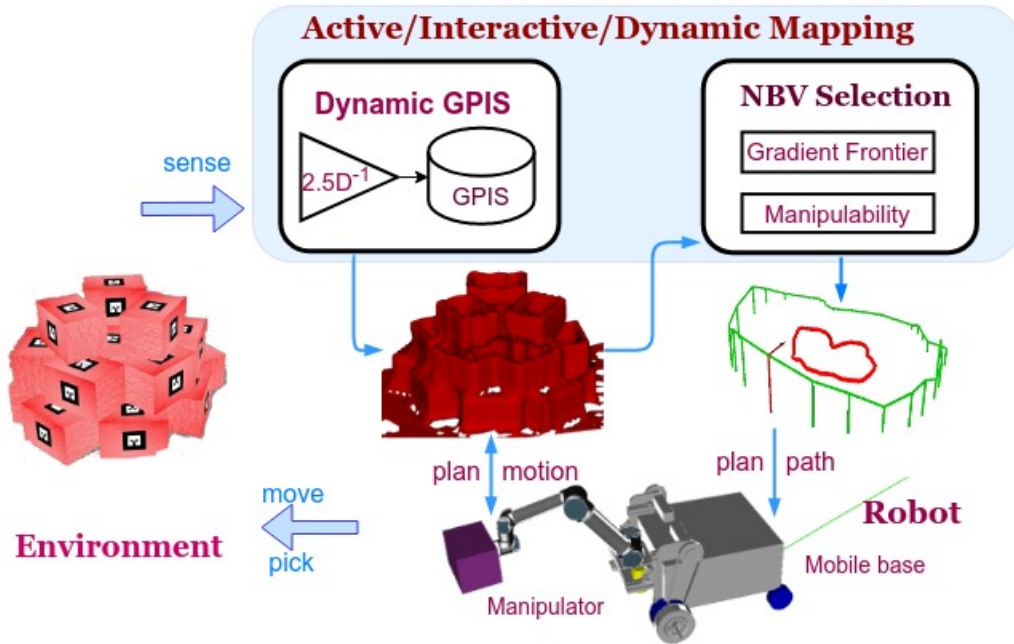 Active/Interactive/Dynamic Mapping
Dynamic GPIS
2.5D⁻¹
GPIS
NBV Selection
Gradient Frontier
Manipulability
sense
plan motion
plan path
move
pick
Environment
Robot
Mobile base
Manipulator